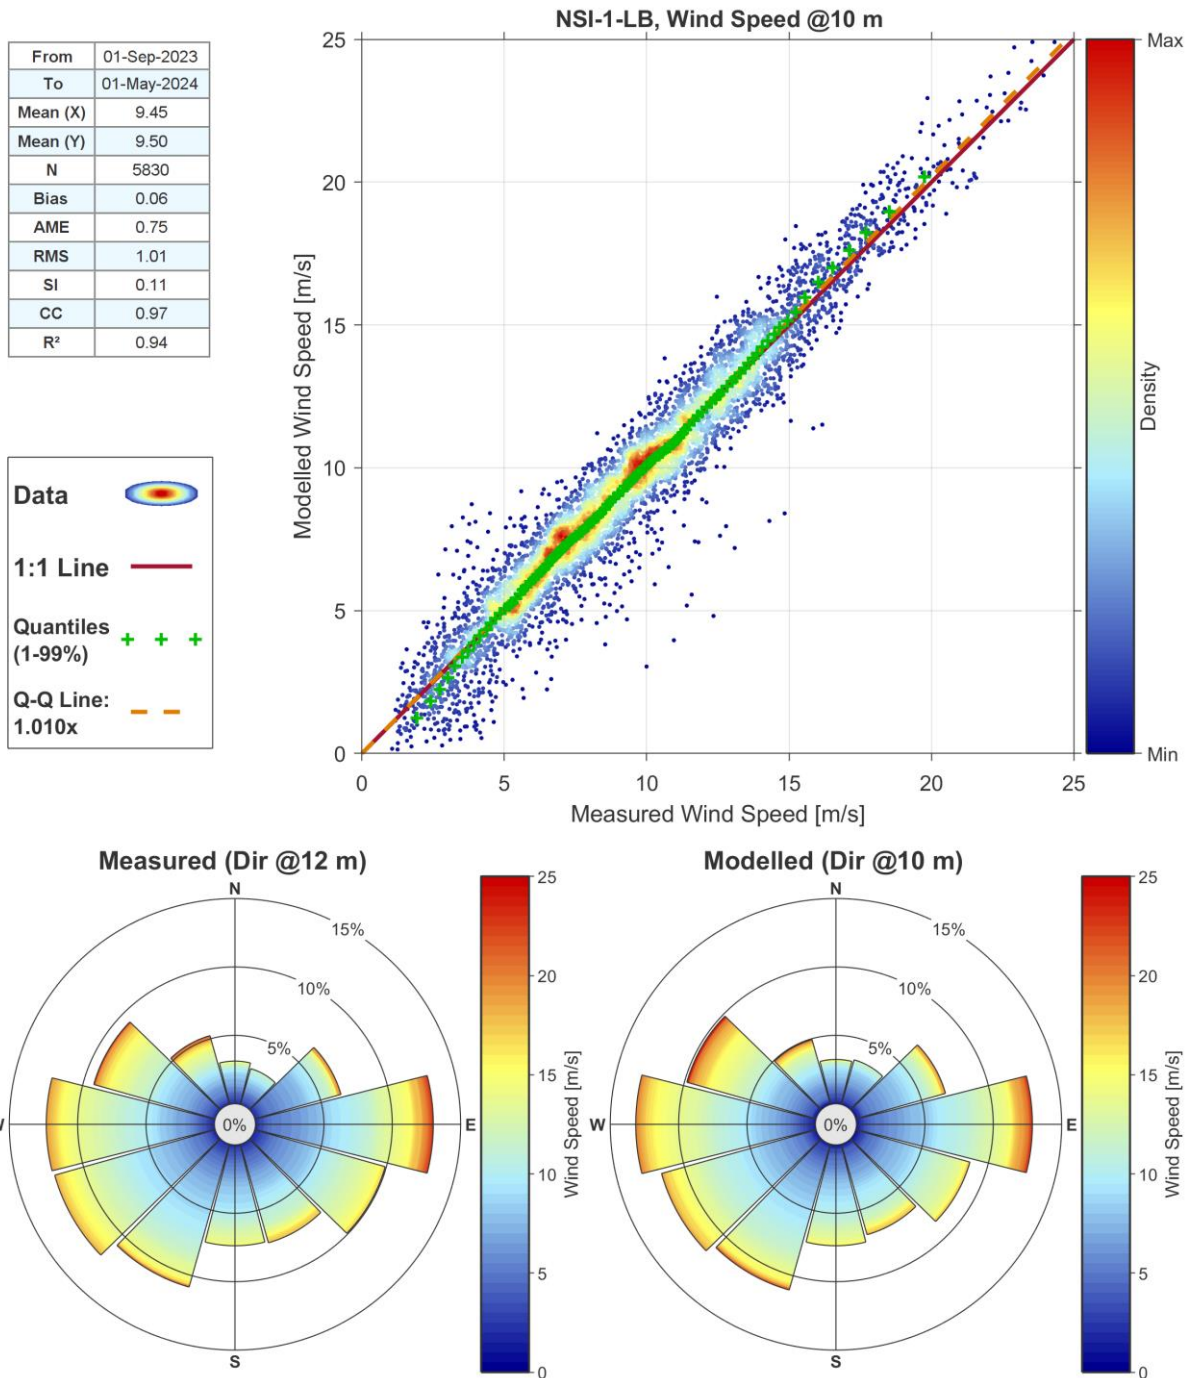 NSI-1-LB, Wind Speed @10 m
From 01-Sep-2023
To 01-May-2024
Mean (X) 9.45
Mean (Y) 9.50
N 5830
Bias 0.06
AME 0.75
RMS 1.01
SI 0.11
CC 0.97
R² 0.94
Data
1:1 Line
Quantiles
(1-99%)
Q-Q Line:
1.010x
Modelled Wind Speed [m/s]
25
20
15
10
5
0
0 5 10 15 20 25
Measured Wind Speed [m/s]
Max
Density
Min
Measured (Dir @12 m)
N
15%
10%
5%
0%
E
S
25
20
15
10
5
0
Wind Speed [m/s]
Modelled (Dir @10 m)
N
15%
10%
5%
0%
W
E
S
25
20
15
10
5
0
Wind Speed [m/s]